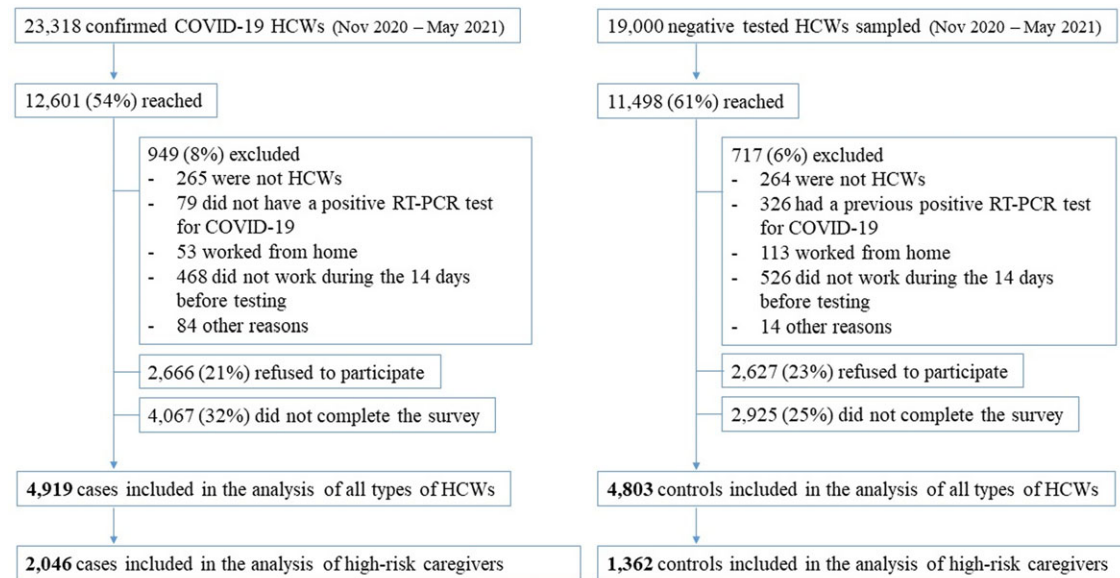 23,318 confirmed COVID-19 HCWs (Nov 2020 – May 2021)
12,601 (54%) reached
949 (8%) excluded
- 265 were not HCWs
- 79 did not have a positive RT-PCR test
for COVID-19
- 53 worked from home
- 468 did not work during the 14 days
before testing
- 84 other reasons
2,666 (21%) refused to participate
4,067 (32%) did not complete the survey
4,919 cases included in the analysis of all types of HCWs
2,046 cases included in the analysis of high-risk caregivers
19,000 negative tested HCWs sampled (Nov 2020 – May 2021)
11,498 (61%) reached
717 (6%) excluded
- 264 were not HCWs
- 326 had a previous positive RT-PCR test
for COVID-19
- 113 worked from home
- 526 did not work during the 14 days
before testing
- 14 other reasons
2,627 (23%) refused to participate
2,925 (25%) did not complete the survey
4,803 controls included in the analysis of all types of HCWs
1,362 controls included in the analysis of high-risk caregivers